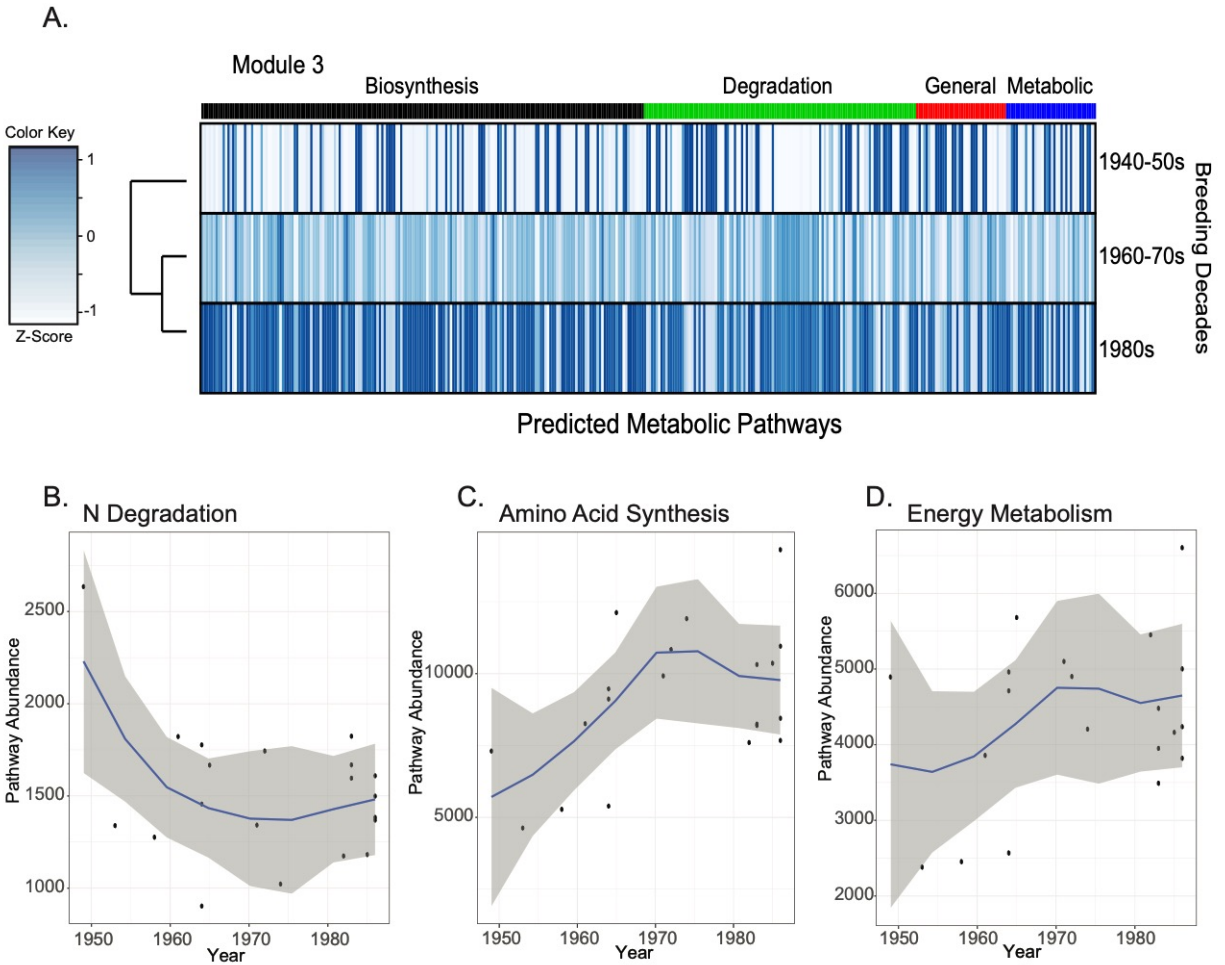 A.
Module 3
Biosynthesis Degradation General Metabolic
Color Key
1
0
-1
Z-Score
1940-50s
1960-70s
1980s
Breeding Decades
Predicted Metabolic Pathways
B. N Degradation
Pathway Abundance
2500
2000
1500
1000
1950 1960 1970 1980
Year
C. Amino Acid Synthesis
Pathway Abundance
10000
5000
1950 1960 1970 1980
Year
D. Energy Metabolism
Pathway Abundance
6000
5000
4000
3000
2000
1950 1960 1970 1980
Year